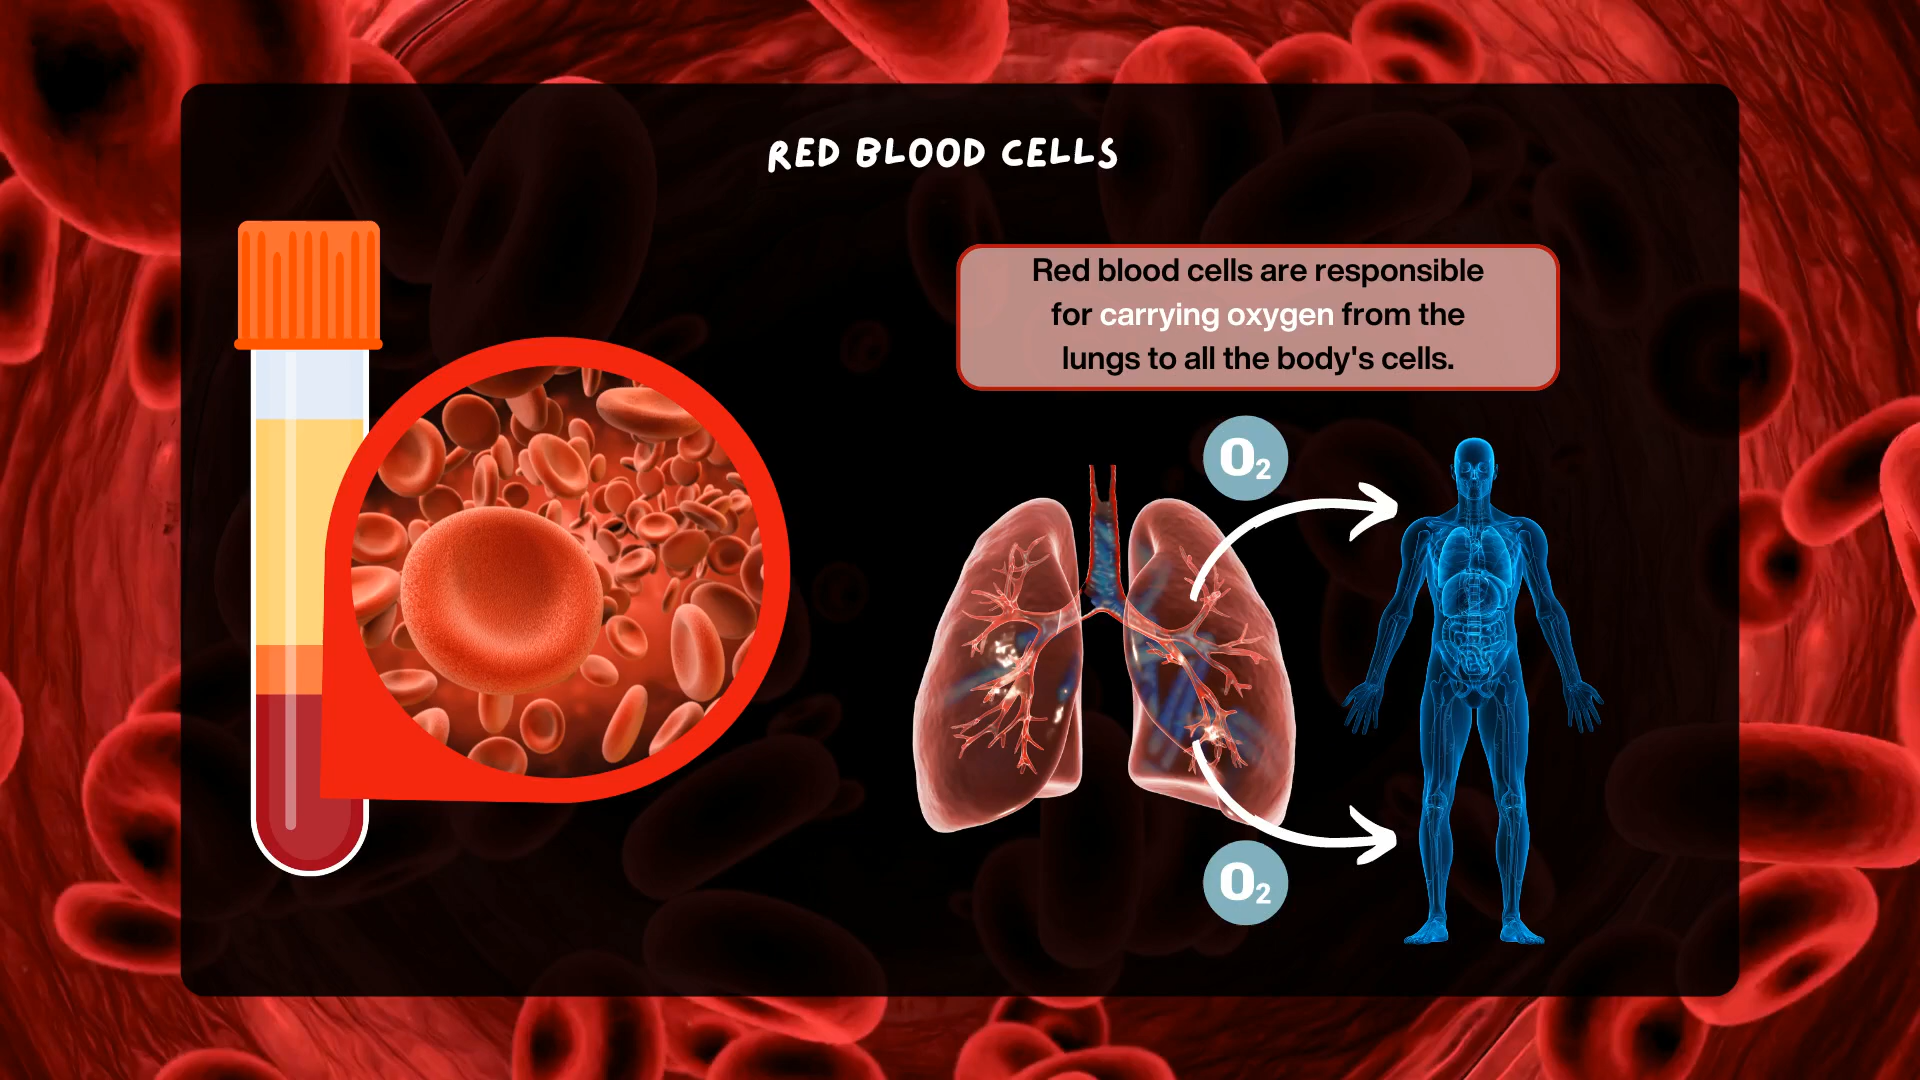 RED BLOOD CELLS
Red blood cells are responsible
for carrying oxygen from the
lungs to all the body's cells.
O₂
O₂